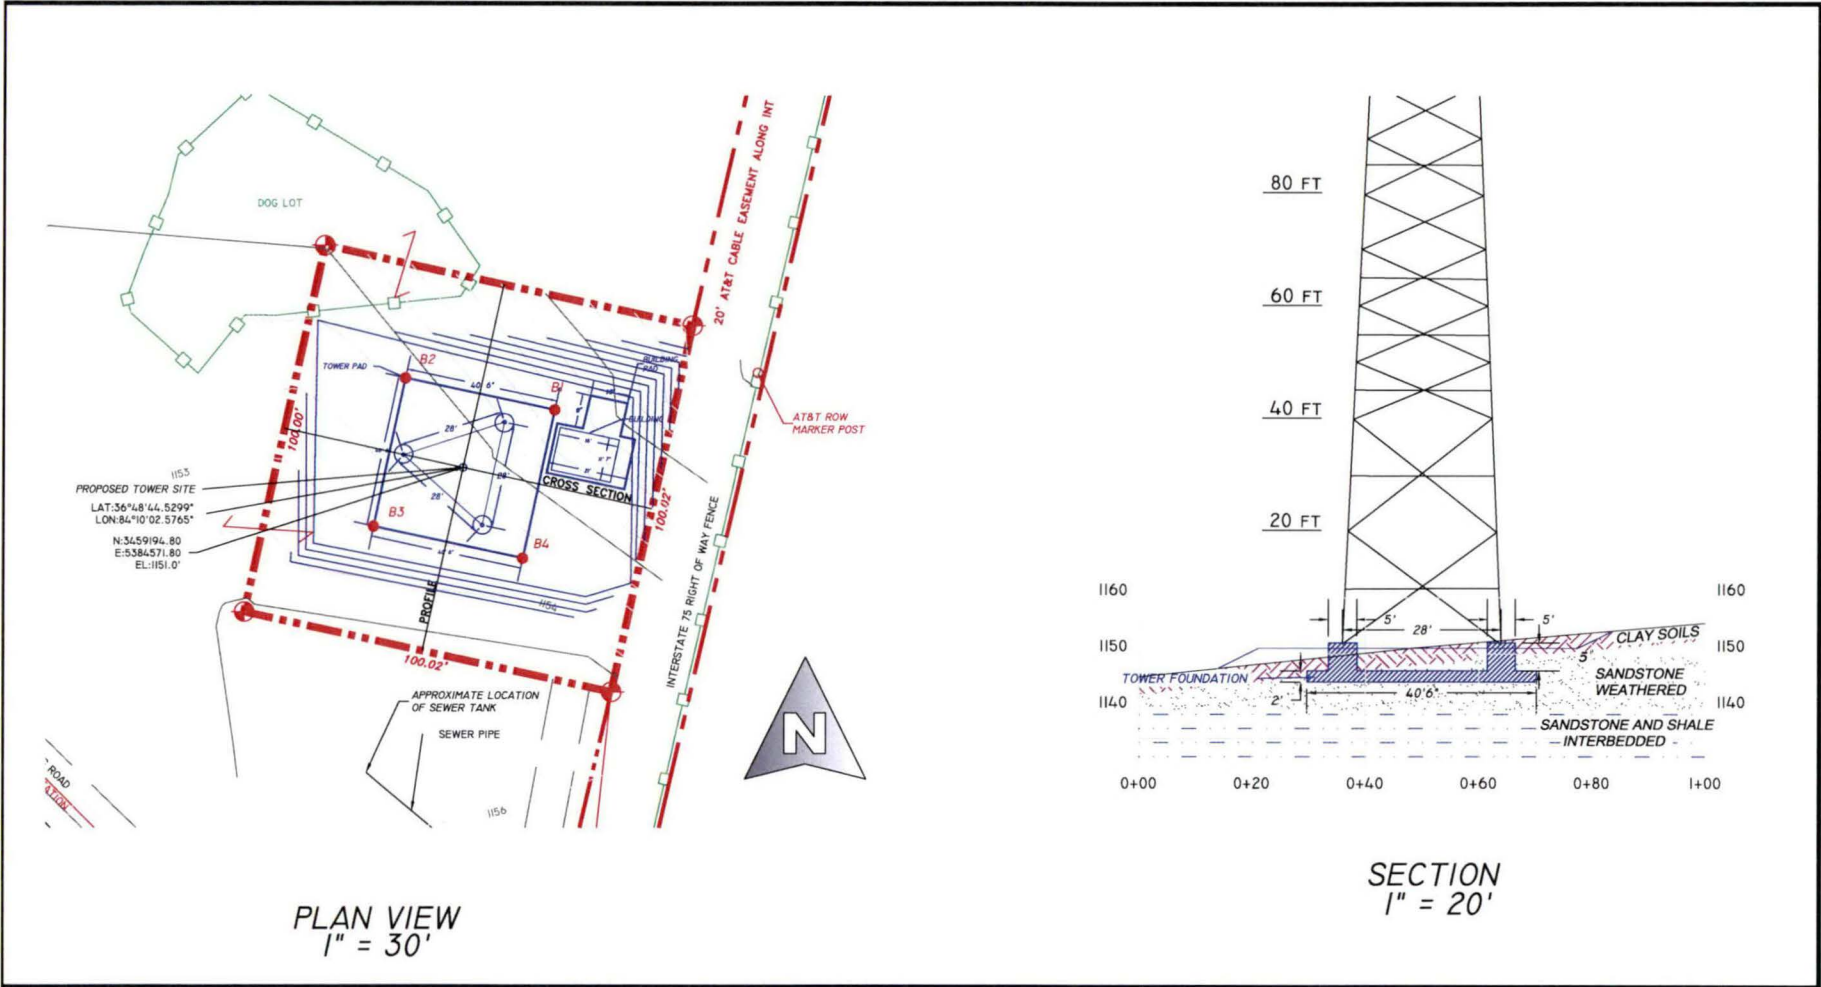 DOG LOT
20' AT&T CABLE EASEMENT ALONG INT
TOWER PAD
B2
40' 6"
BUILDING
PAD
BUILDING
28'
28'
28'
100.00'
1153
PROPOSED TOWER SITE
LAT:36°48'44.5299"
LON:84°10'02.5765"
N:3459194.80
E:5384571.80
EL:1151.0'
CROSS SECTION
100.02'
B3
B4
PROFILE
1154
100.02'
AT&T ROW
MARKER POST
INTERSTATE 75 RIGHT OF WAY FENCE
APPROXIMATE LOCATION
OF SEWER TANK
SEWER PIPE
ROAD
1156
N
PLAN VIEW
1" = 30'
80 FT
60 FT
40 FT
20 FT
1160
1160
5'
28'
5'
1150
CLAY SOILS
1150
5'
TOWER FOUNDATION
SANDSTONE
WEATHERED
2'
40'6"
1140
1140
SANDSTONE AND SHALE
INTERBEDDED
0+00
0+20
0+40
0+60
0+80
1+00
SECTION
1" = 20'